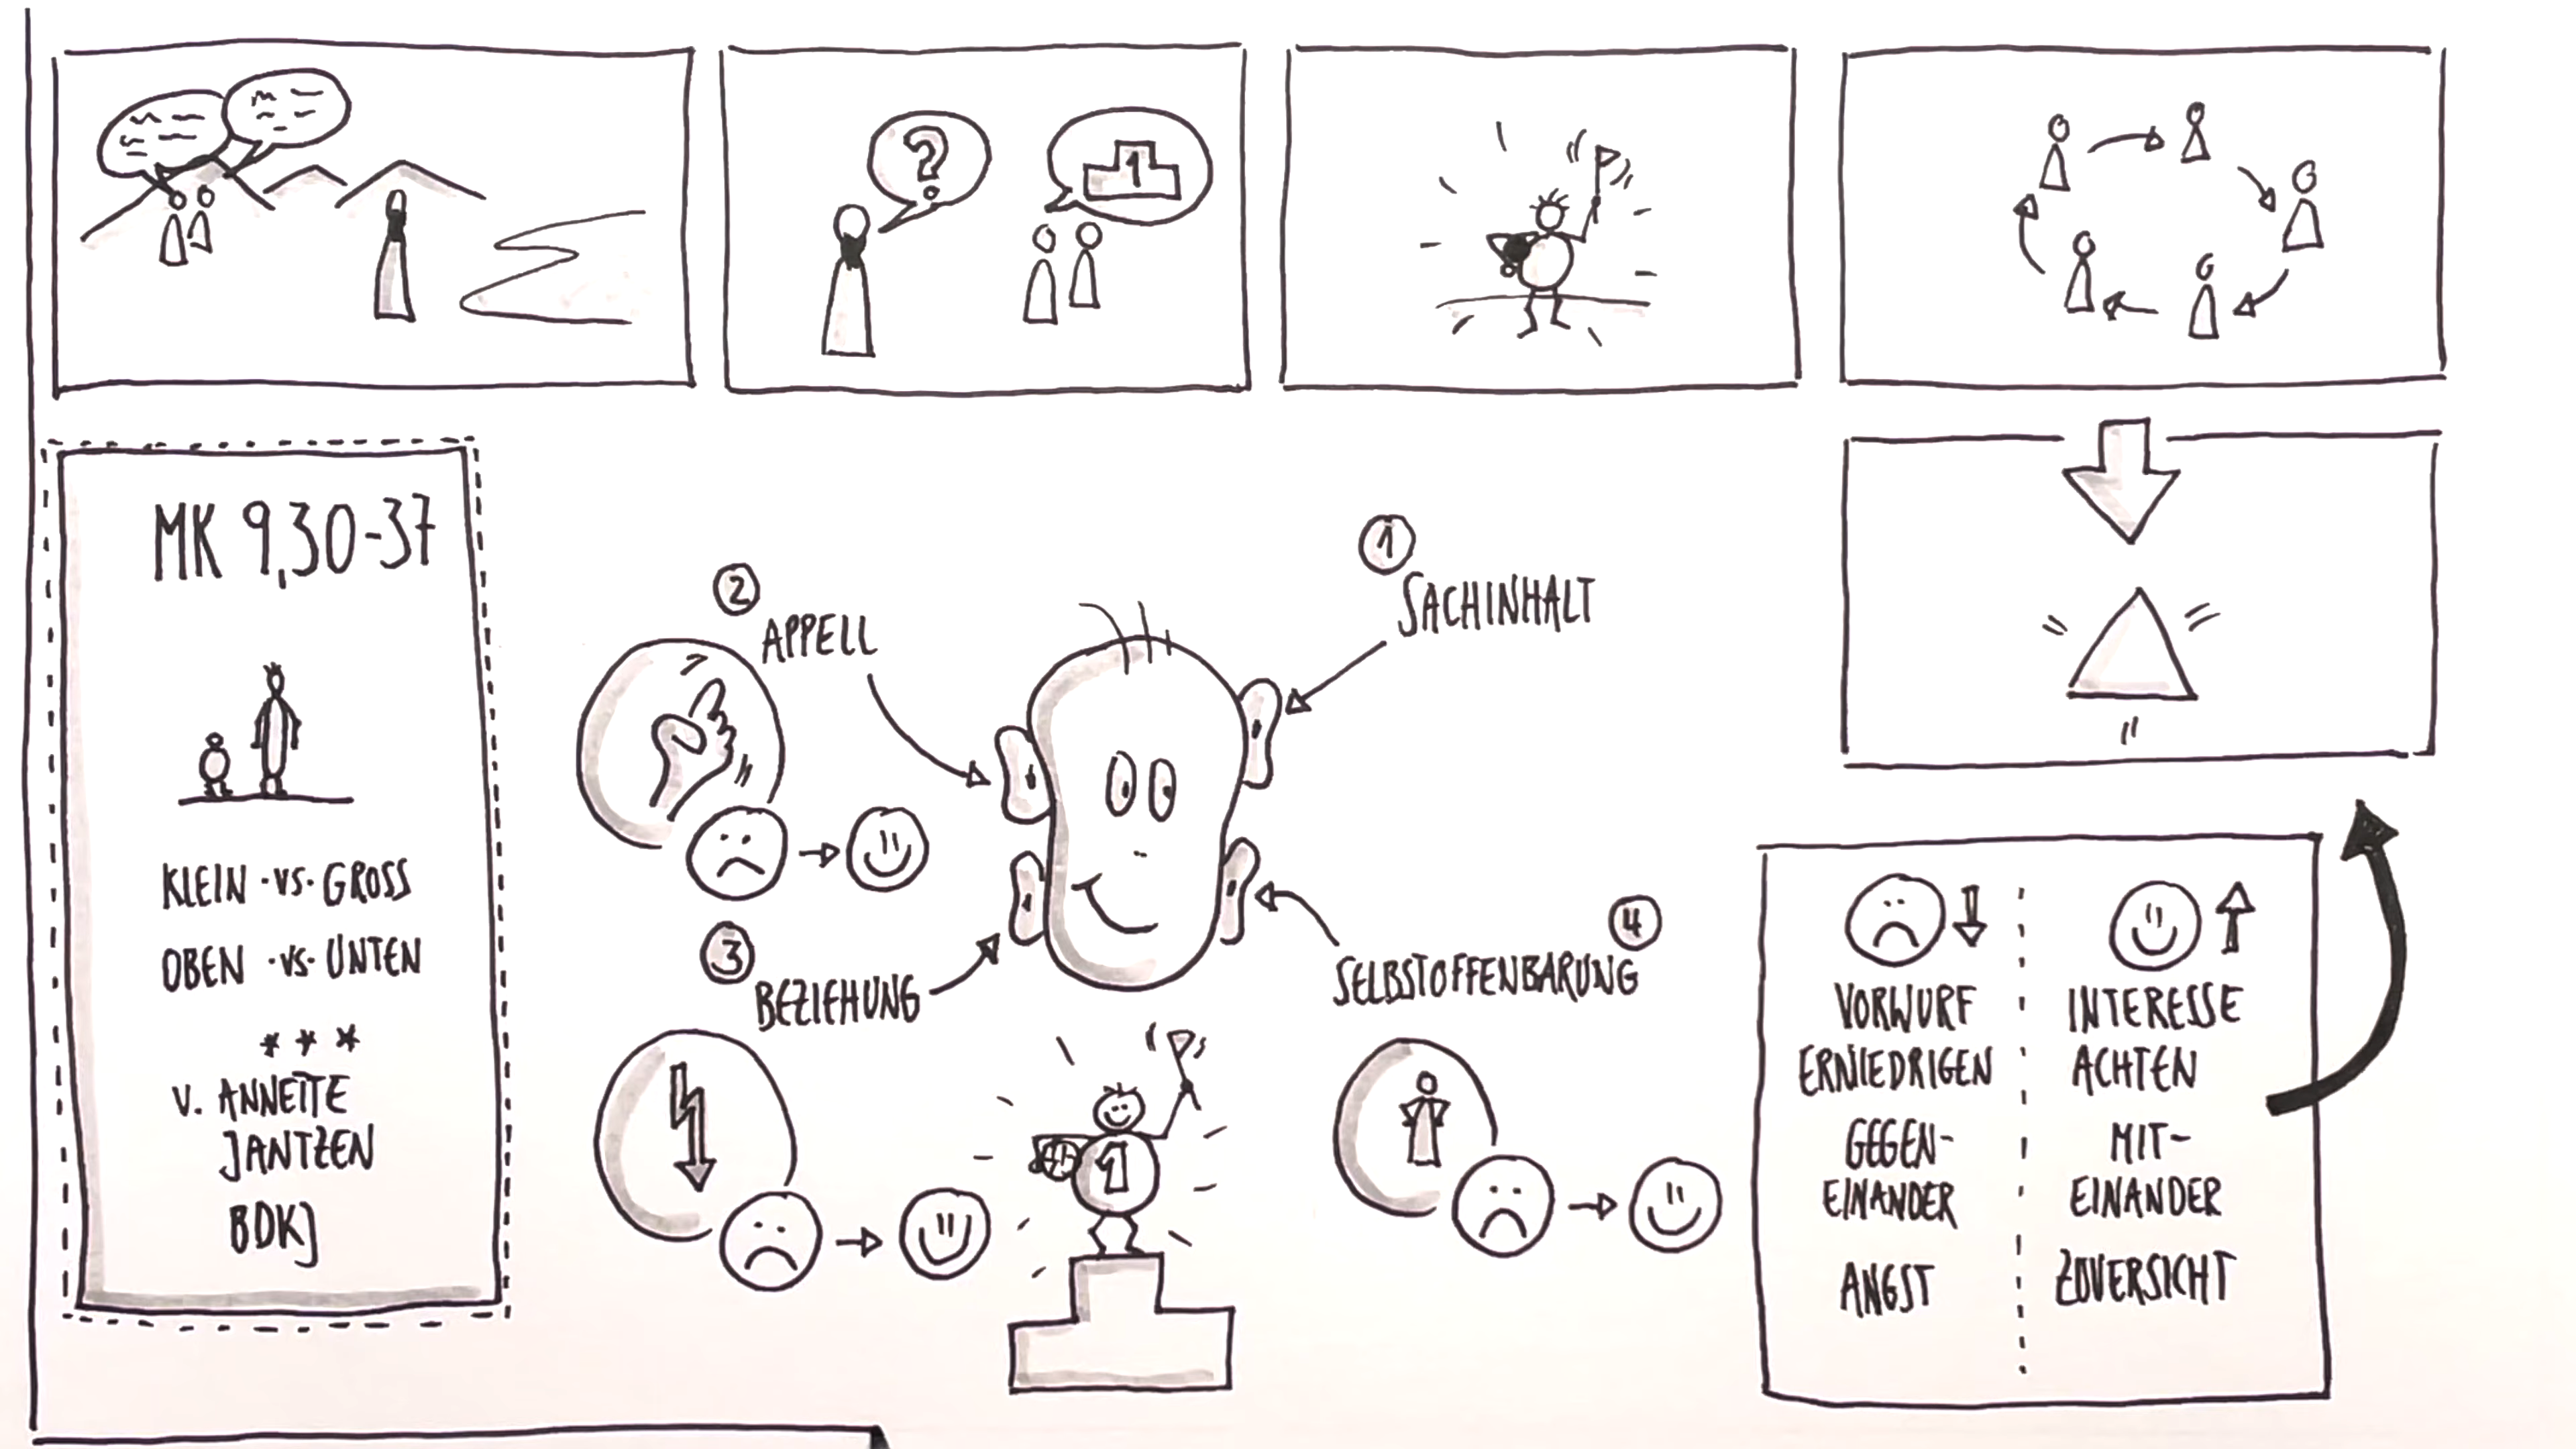 ?
1
MK 9,30-37
KLEIN ·VS· GROSS
OBEN ·VS· UNTEN
* * *
V. ANNETTE
JANTZEN
BDKJ
1
SACHINHALT
2
APPELL
3
BEZIEHUNG
4
SELBSTOFFENBARUNG
1
VORWURF
ERNIEDRIGEN
GEGEN-
EINANDER
ANGST
INTERESSE
ACHTEN
MIT-
EINANDER
ZUVERSICHT